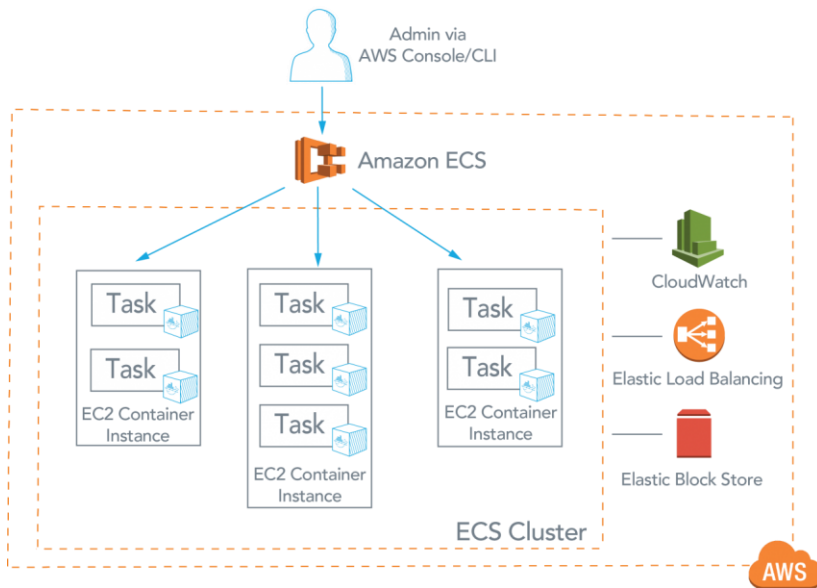 Admin via
AWS Console/CLI
Amazon ECS
Task
Task
EC2 Container
Instance
Task
Task
Task
EC2 Container
Instance
Task
Task
EC2 Container
Instance
CloudWatch
Elastic Load Balancing
Elastic Block Store
ECS Cluster
AWS